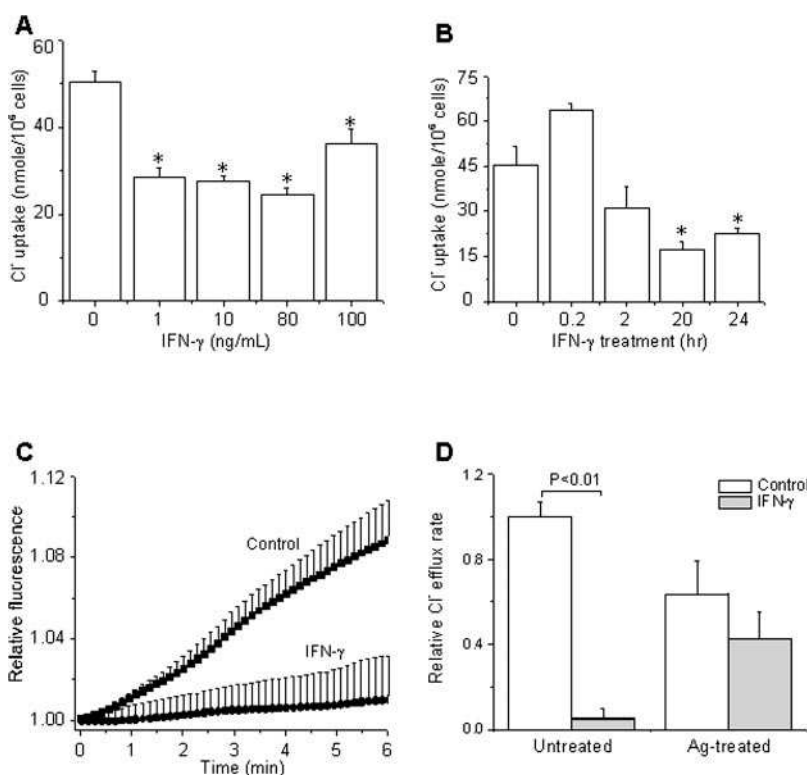 A
Cl⁻ uptake (nmole/10⁶ cells)
60
40
20
0
*
*
*
*
0 1 10 80 100
IFN-γ (ng/mL)
B
Cl⁻ uptake (nmole/10⁶ cells)
75
60
45
30
15
0
*
*
0 0.2 2 20 24
IFN-γ treatment (hr)
C
Relative fluorescence
1.12
1.08
1.04
1.00
Control
IFN-γ
0 1 2 3 4 5 6
Time (min)
D
Relative Cl⁻ efflux rate
1.2
0.8
0.4
0.0
P<0.01
Control
IFN-γ
Untreated Ag-treated